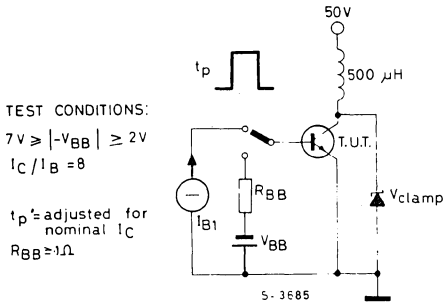 50V
500 μH
tp
TEST CONDITIONS:
7V ≥ |-VBB| ≥ 2V
IC/IB=8
tp'=adjusted for
nominal IC
RBB≥1Ω
T.U.T.
Vclamp
RBB
IB1
VBB
S-3685